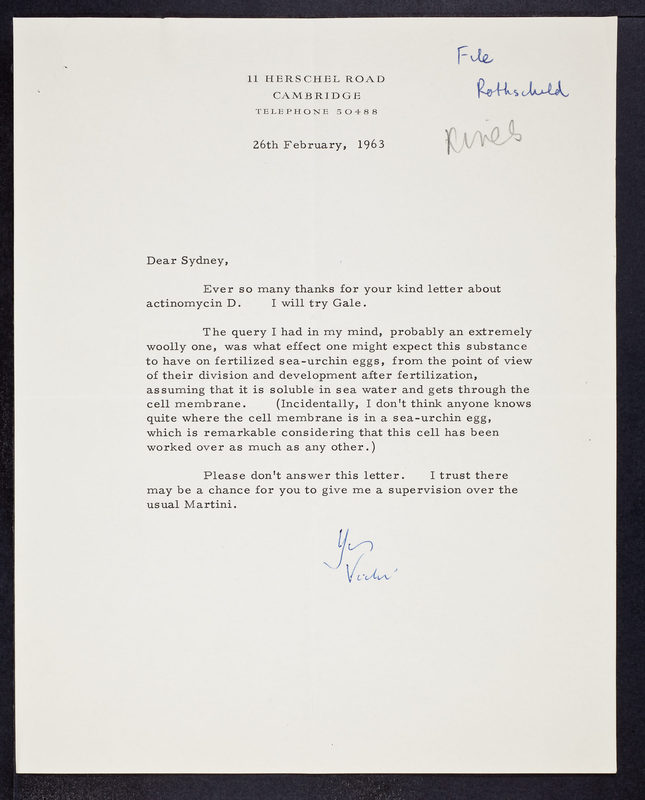 File
Rothschild
King's
11 HERSCHEL ROAD
CAMBRIDGE
TELEPHONE 50488
26th February, 1963
Dear Sydney,
Ever so many thanks for your kind letter about
actinomycin D. I will try Gale.
The query I had in my mind, probably an extremely
woolly one, was what effect one might expect this substance
to have on fertilized sea-urchin eggs, from the point of view
of their division and development after fertilization,
assuming that it is soluble in sea water and gets through the
cell membrane. (Incidentally, I don't think anyone knows
quite where the cell membrane is in a sea-urchin egg,
which is remarkable considering that this cell has been
worked over as much as any other.)
Please don't answer this letter. I trust there
may be a chance for you to give me a supervision over the
usual Martini.